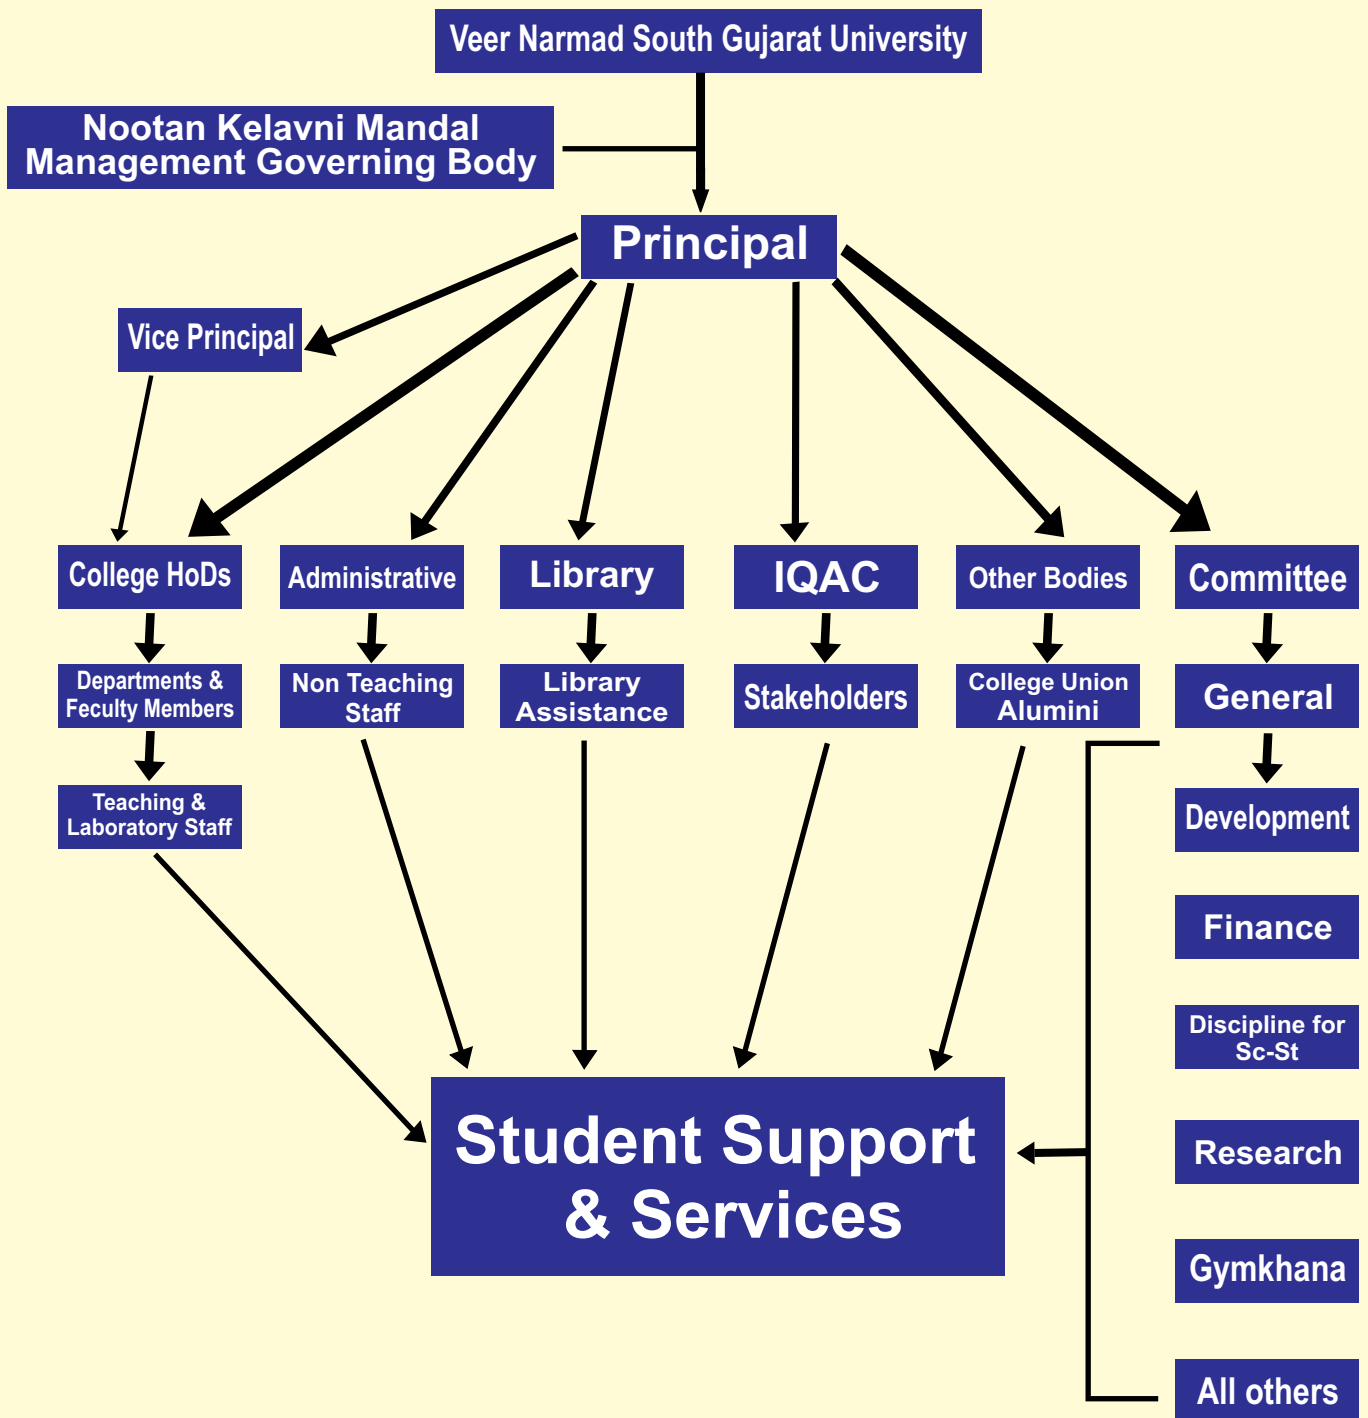 Veer Narmad South Gujarat University
Nootan Kelavni Mandal
Management Governing Body
Principal
Vice Principal
College HoDs
Administrative
Library
IQAC
Other Bodies
Committee
Departments &
Feculty Members
Non Teaching
Staff
Library
Assistance
Stakeholders
College Union
Alumini
General
Teaching &
Laboratory Staff
Development
Finance
Discipline for
Sc-St
Research
Gymkhana
All others
Student Support
& Services